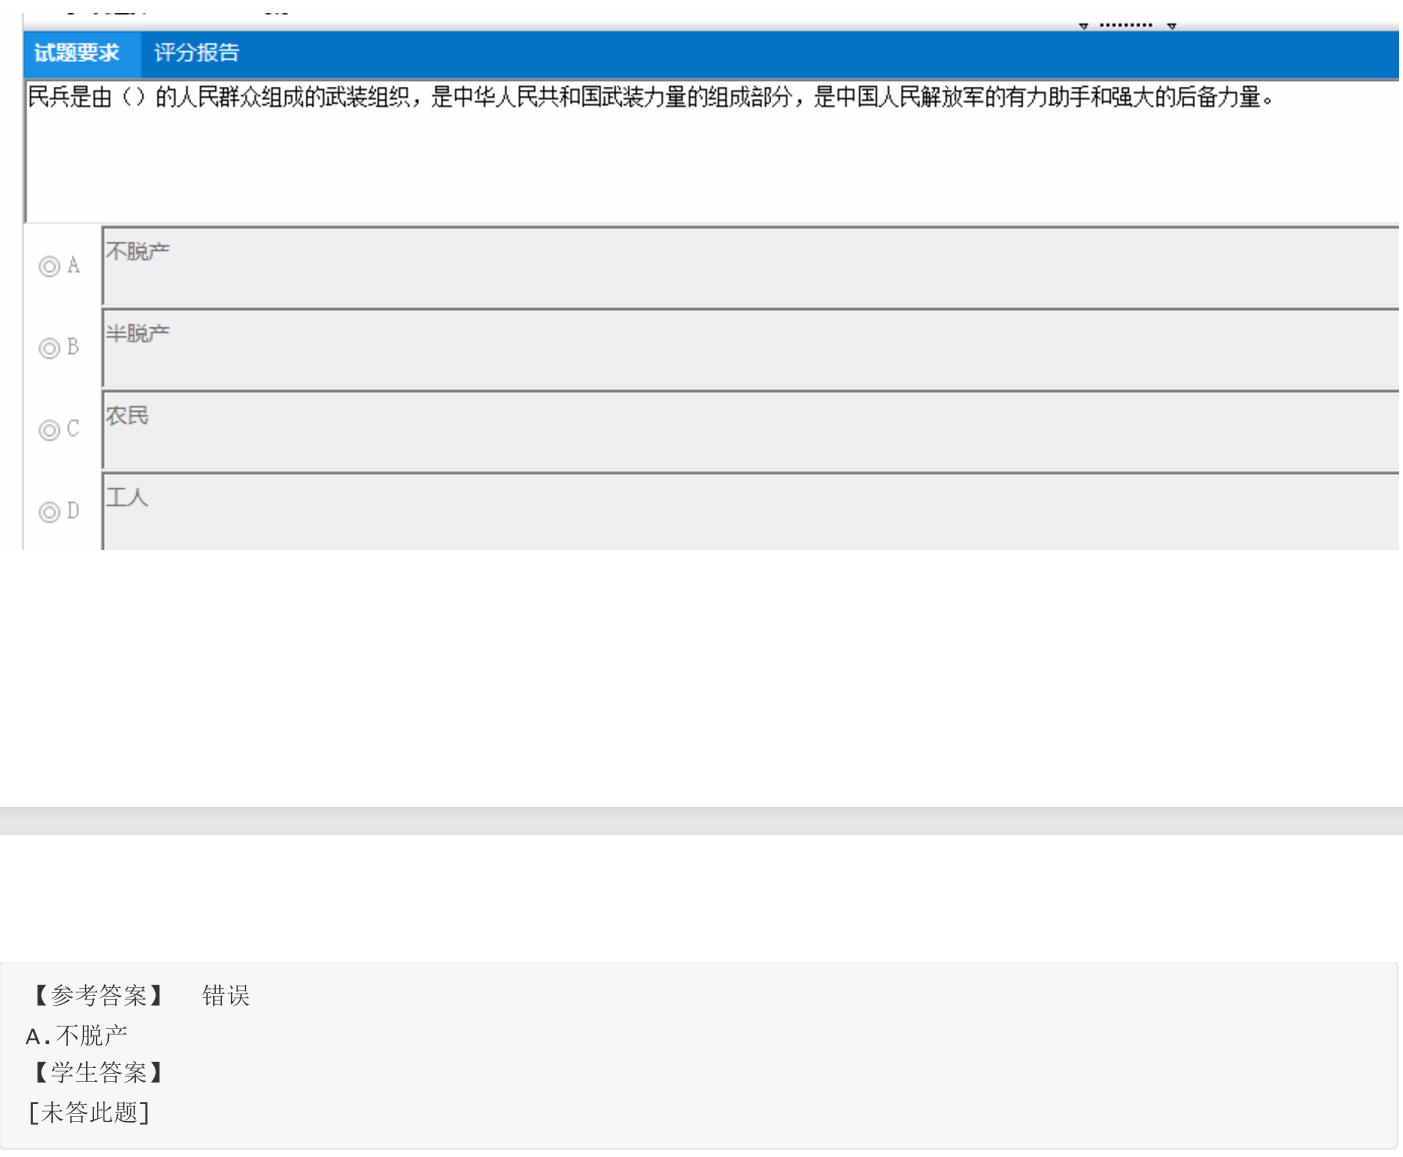 试题要求 评分报告
民兵是由（）的人民群众组成的武装组织，是中华人民共和国武装力量的组成部分，是中国人民解放军的有力助手和强大的后备力量。
A 不脱产
B 半脱产
C 农民
D 工人
【参考答案】 错误
A.不脱产
【学生答案】
[未答此题]